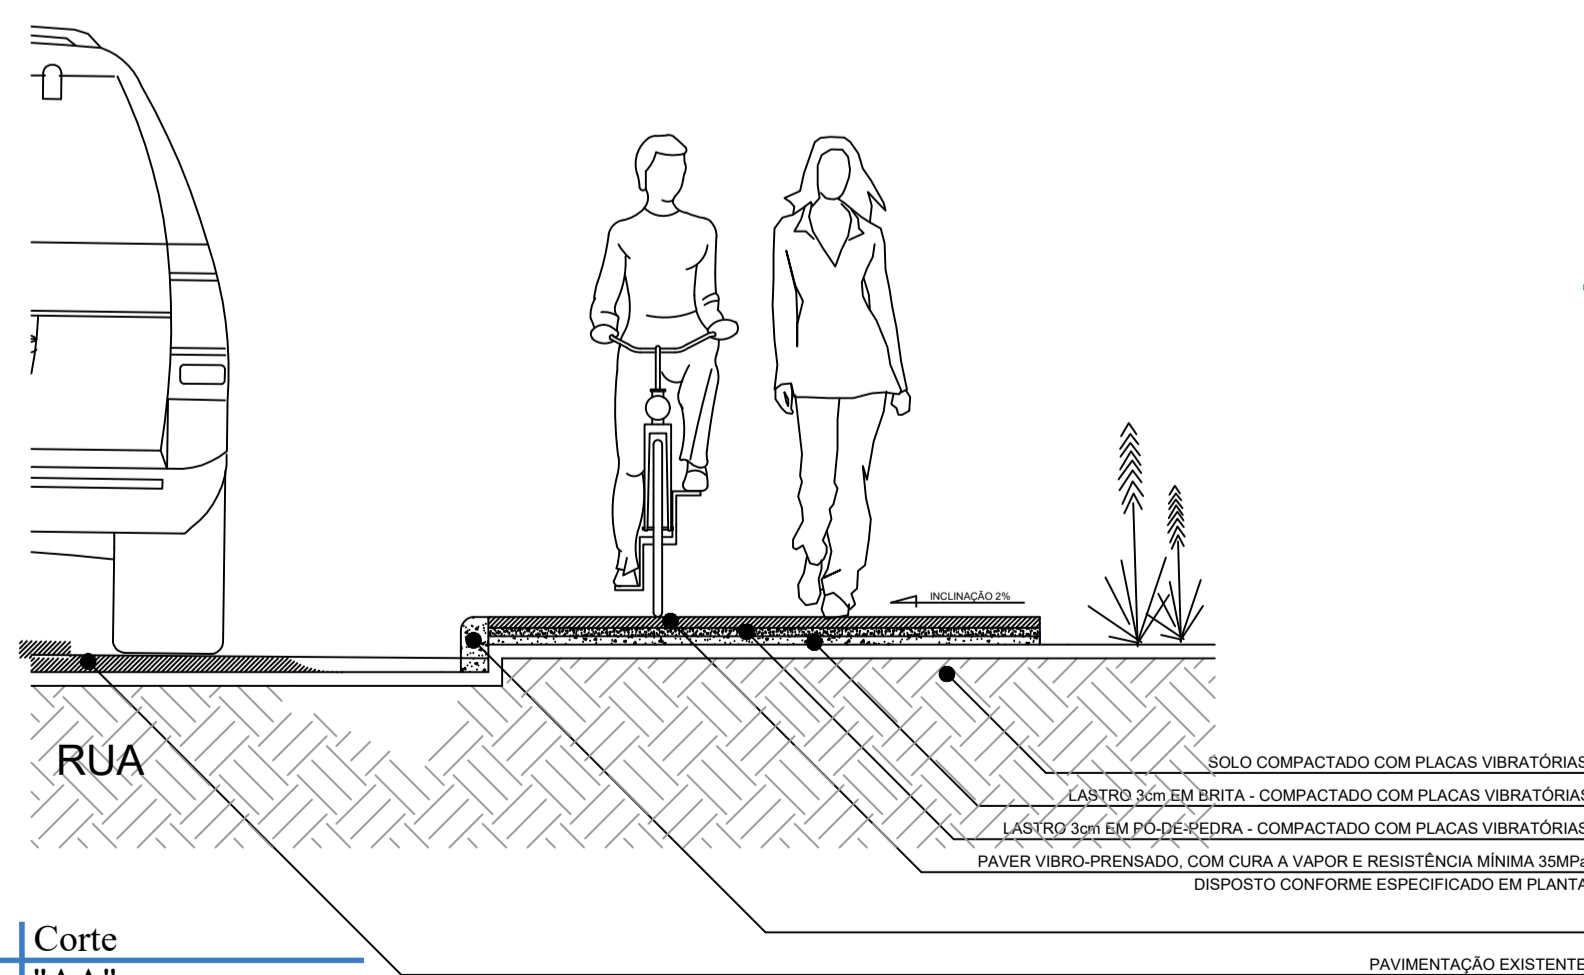 INCLINAÇÃO 2%
RUA
SOLO COMPACTADO COM PLACAS VIBRATÓRIAS
LASTRO 3cm EM BRITA - COMPACTADO COM PLACAS VIBRATÓRIAS
LASTRO 3cm EM PÓ-DE-PEDRA - COMPACTADO COM PLACAS VIBRATÓRIAS
PAVER VIBRO-PRENSADO, COM CURA A VAPOR E RESISTÊNCIA MÍNIMA 35MPa
DISPOSTO CONFORME ESPECIFICADO EM PLANTA
PAVIMENTAÇÃO EXISTENTE
Corte
"AA"